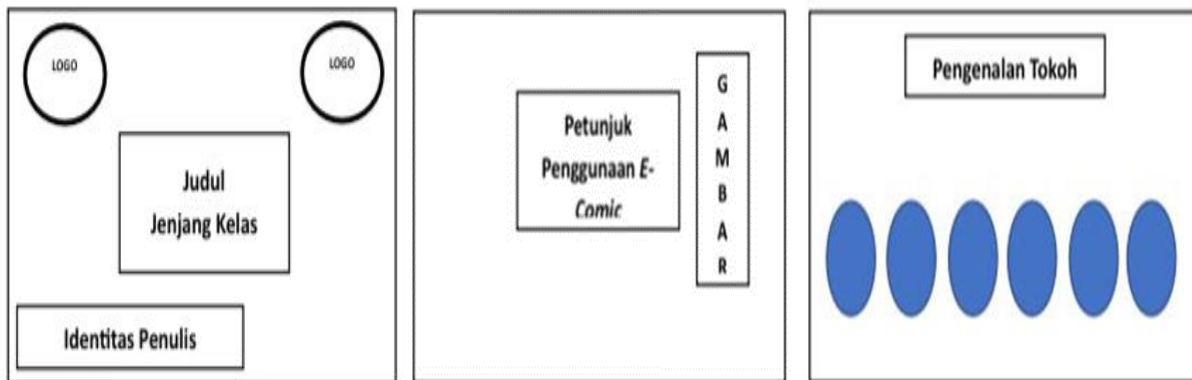 LOGO
LOGO
Judul
Jenjang Kelas
Identitas Penulis
Petunjuk
Penggunaan E-
Comic
G
A
M
B
A
R
Pengenalan Tokoh